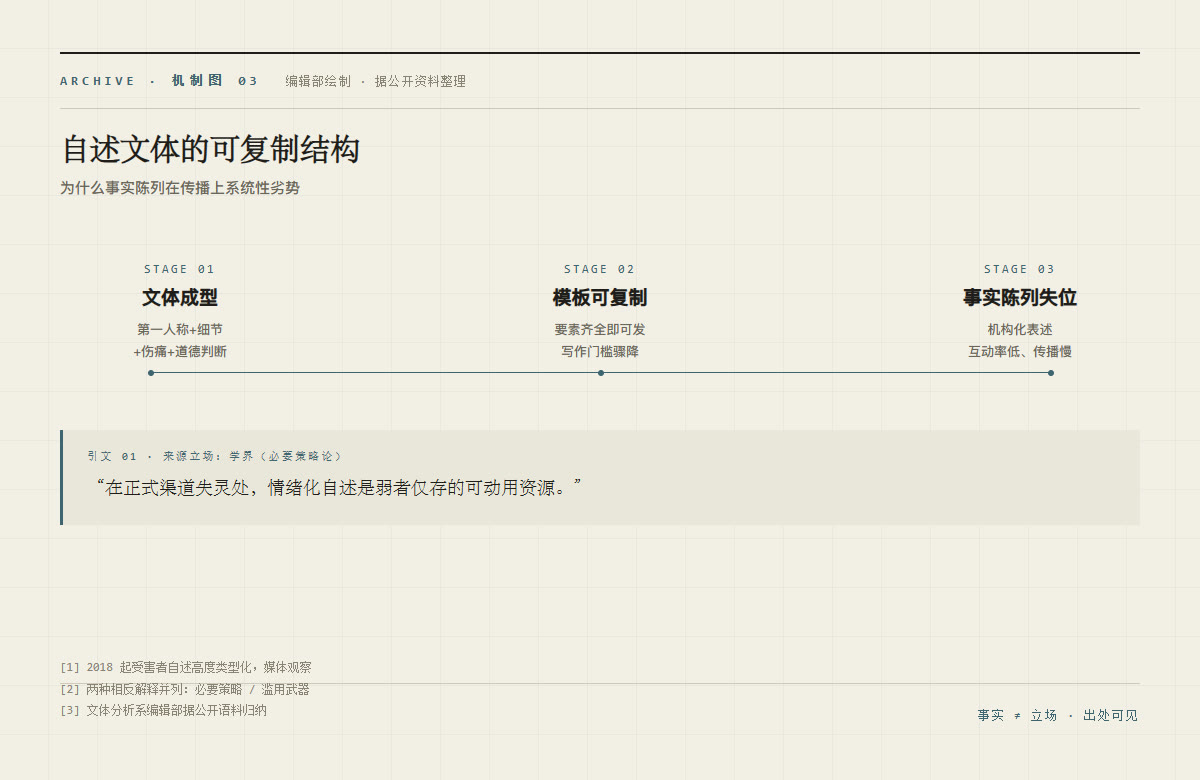 ARCHIVE · 机制图 03 编辑部绘制 · 据公开资料整理
自述文体的可复制结构
为什么事实陈列在传播上系统性劣势
STAGE 01
文体成型
第一人称+细节
+伤痛+道德判断
STAGE 02
模板可复制
要素齐全即可发
写作门槛骤降
STAGE 03
事实陈列失位
机构化表述
互动率低、传播慢
引文 01 · 来源立场：学界（必要策略论）
“在正式渠道失灵处，情绪化自述是弱者仅存的可动用资源。”
[1] 2018 起受害者自述高度类型化，媒体观察
[2] 两种相反解释并列：必要策略 / 滥用武器
[3] 文体分析系编辑部据公开语料归纳
事实 ≠ 立场 · 出处可见